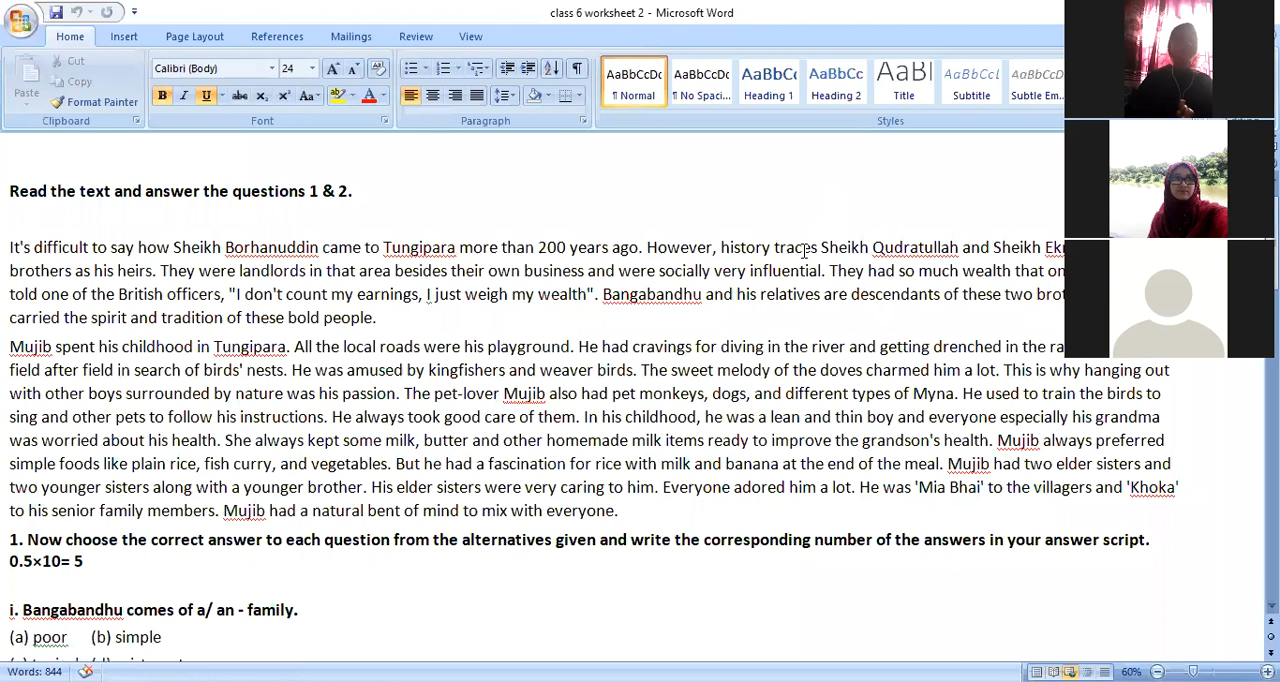 class 6 worksheet 2 - Microsoft Word
Home Insert Page Layout References Mailings Review View
Paste
Cut
Copy
Format Painter
Clipboard
Calibri (Body) 24
Font
Paragraph
AaBbCcDc AaBbCcDc AaBbC AaBbCc AaBl AaBbCcL AaBbCcD
¶ Normal ¶ No Spaci... Heading 1 Heading 2 Title Subtitle Subtle Em...
Styles
Read the text and answer the questions 1 & 2.
It's difficult to say how Sheikh Borhanuddin came to Tungipara more than 200 years ago. However, history traces Sheikh Qudratullah and Sheikh
brothers as his heirs. They were landlords in that area besides their own business and were socially very influential. They had so much wealth that
told one of the British officers, "I don't count my earnings, I just weigh my wealth". Bangabandhu and his relatives are descendants of these two
carried the spirit and tradition of these bold people.
Mujib spent his childhood in Tungipara. All the local roads were his playground. He had cravings for diving in the river and getting drenched in the
field after field in search of birds' nests. He was amused by kingfishers and weaver birds. The sweet melody of the doves charmed him a lot. This is why hanging out
with other boys surrounded by nature was his passion. The pet-lover Mujib also had pet monkeys, dogs, and different types of Myna. He used to train the birds to
sing and other pets to follow his instructions. He always took good care of them. In his childhood, he was a lean and thin boy and everyone especially his grandma
was worried about his health. She always kept some milk, butter and other homemade milk items ready to improve the grandson's health. Mujib always preferred
simple foods like plain rice, fish curry, and vegetables. But he had a fascination for rice with milk and banana at the end of the meal. Mujib had two elder sisters and
two younger sisters along with a younger brother. His elder sisters were very caring to him. Everyone adored him a lot. He was 'Mia Bhai' to the villagers and 'Khoka'
to his senior family members. Mujib had a natural bent of mind to mix with everyone.
1. Now choose the correct answer to each question from the alternatives given and write the corresponding number of the answers in your answer script.
0.5×10= 5
i. Bangabandhu comes of a/ an - family.
(a) poor (b) simple
Words: 844
60%